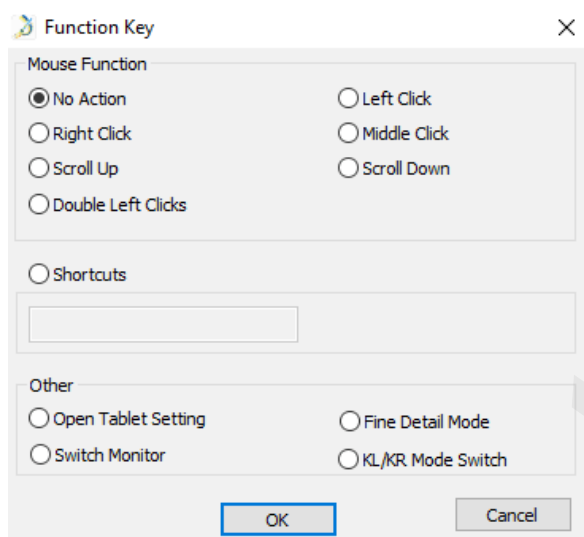 Function Key
Mouse Function
No Action
Left Click
Right Click
Middle Click
Scroll Up
Scroll Down
Double Left Clicks
Shortcuts
Other
Open Tablet Setting
Fine Detail Mode
Switch Monitor
KL/KR Mode Switch
OK
Cancel